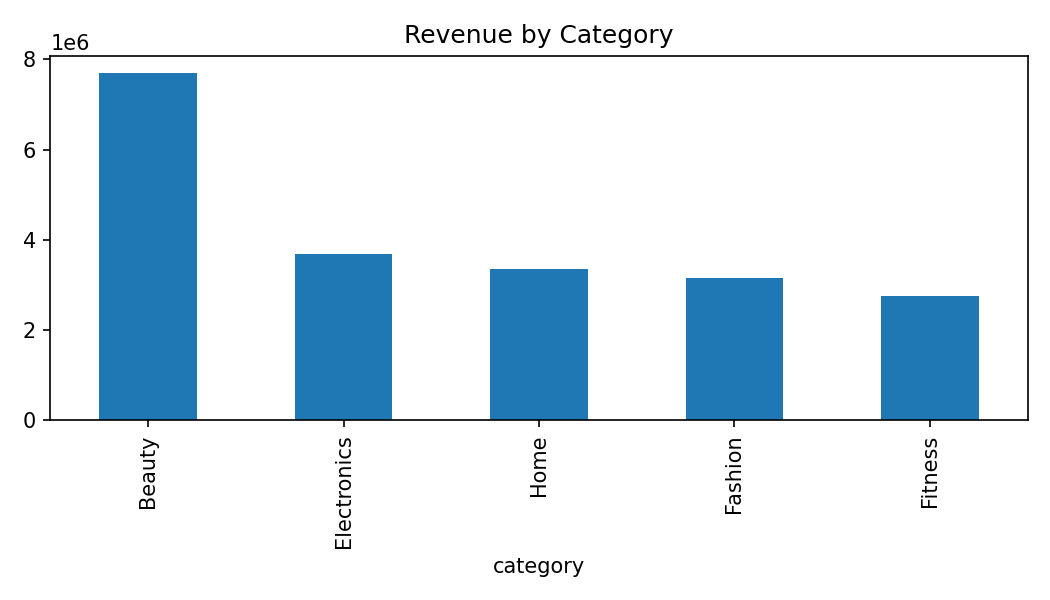 Revenue by Category
1e6
8
6
4
2
0
Beauty
Electronics
Home
Fashion
Fitness
category